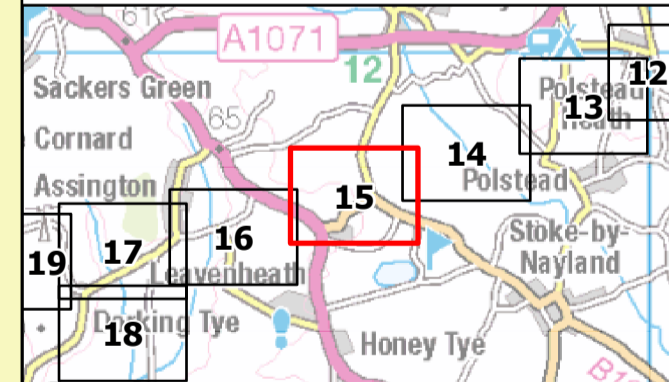 61
A1071
12
12
Sackers Green
65
Polstead
Heath
13
Cornard
14
Assington
Polstead
15
16
17
19
Stoke-by-
Nayland
Leavenheath
Dorking Tye
18
Honey Tye